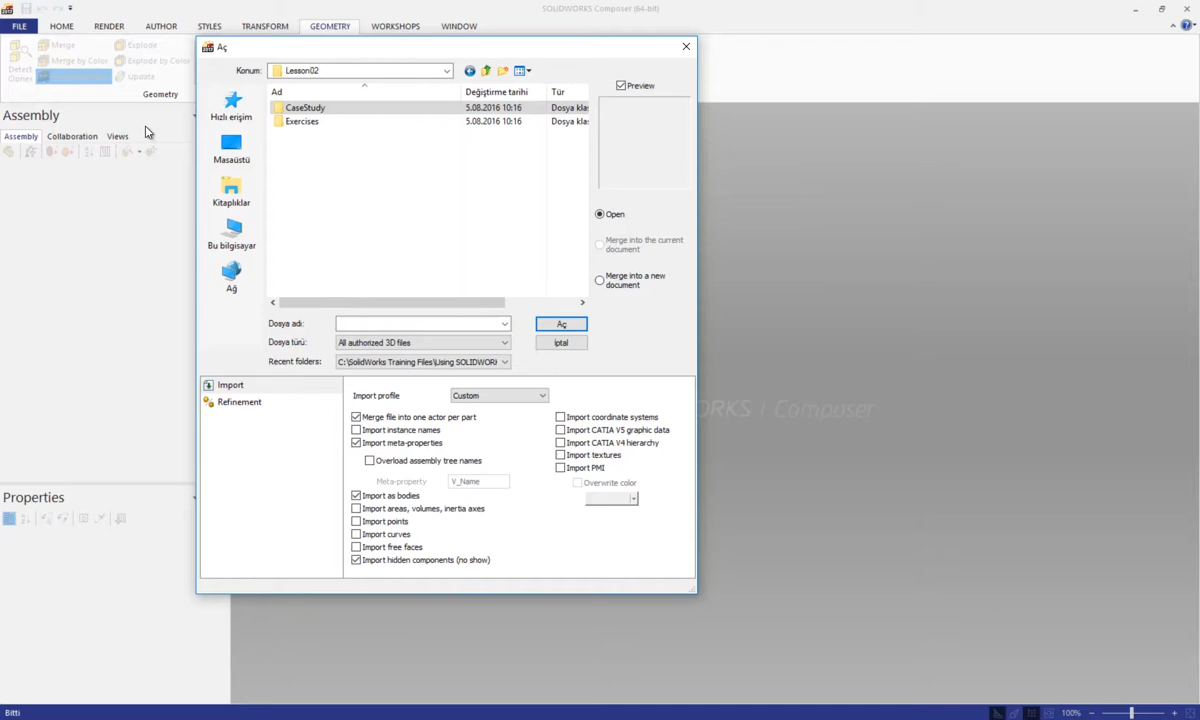 SOLIDWORKS Composer (64-bit)
FILE HOME RENDER AUTHOR STYLES TRANSFORM GEOMETRY WORKSHOPS WINDOW
Merge Explode
Merge by Color Explode by Color
Detect
Update
Geometry
Assembly
Assembly Collaboration Views
Aç
Konum: Lesson02
Preview
Ad Değiştirme tarihi Tür
CaseStudy 5.08.2016 10:16 Dosya klas
Exercises 5.08.2016 10:16 Dosya klas
Hızlı erişim
Masaüstü
Kitaplıklar
Bu bilgisayar
Ağ
Open
Merge into the current
document
Merge into a new
document
Dosya adı: Aç
Dosya türü: All authorized 3D files İptal
Recent folders: C:\SolidWorks Training Files\Using SOLIDWORK
Import
Refinement
Import profile Custom
Merge file into one actor per part
Import instance names
Import meta-properties
Overload assembly tree names
Meta-property V_Name
Import as bodies
Import areas, volumes, inertia axes
Import points
Import curves
Import free faces
Import hidden components (no show)
Import coordinate systems
Import CATIA V5 graphic data
Import CATIA V4 hierarchy
Import textures
Import PMI
Overwrite color
ORKS | Composer
Properties
Bitti 100%